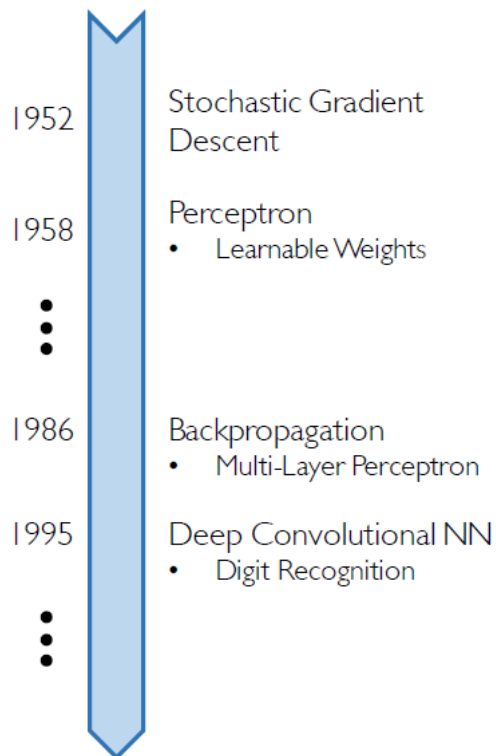 1952
Stochastic Gradient
Descent
1958
Perceptron
• Learnable Weights
1986
Backpropagation
• Multi-Layer Perceptron
1995
Deep Convolutional NN
• Digit Recognition